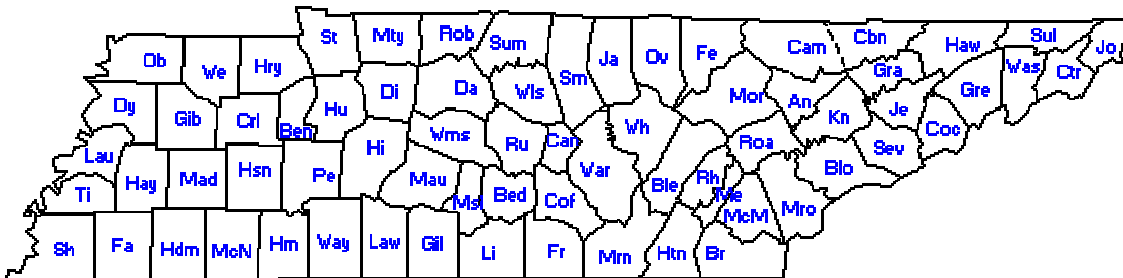 St Mty Rob Sum Sm Ja Ov Fe Cam Cbn Haw Sul Jo
Ob We Hry Di Da Wls Mor An Gra Gre Was Ctr
Dy Gib Crl Ben Hu Wms Ru Can Wh Roa Kn Je Coc
Lau Hay Mad Hsn Pe Hi Mau Msl Bed Cof Var Ble Rh Me Blo Sev
Ti McM Mro
Sh Fa Hdm McN Hm Way Law Gil Li Fr Mrn Htn Br